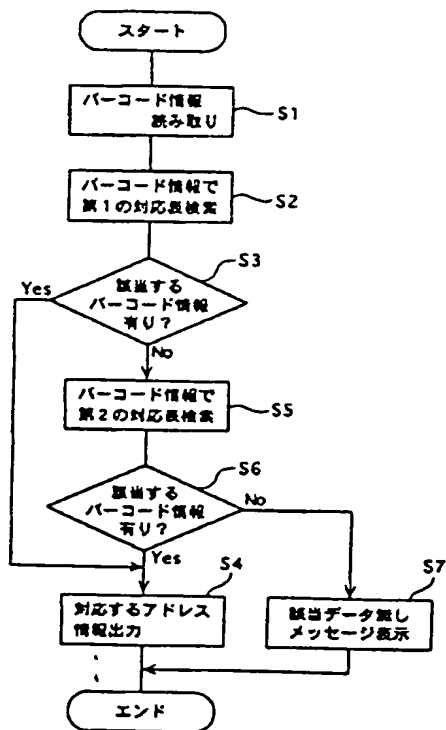 スタート
バーコード情報
読み取り
S1
バーコード情報で
第1の対応表検索
S2
S3
該当する
バーコード情報
有り?
Yes
No
バーコード情報で
第2の対応表検索
S5
S6
該当する
バーコード情報
有り?
No
Yes
S4
対応するアドレス
情報出力
S7
該当データ無し
メッセージ表示
エンド